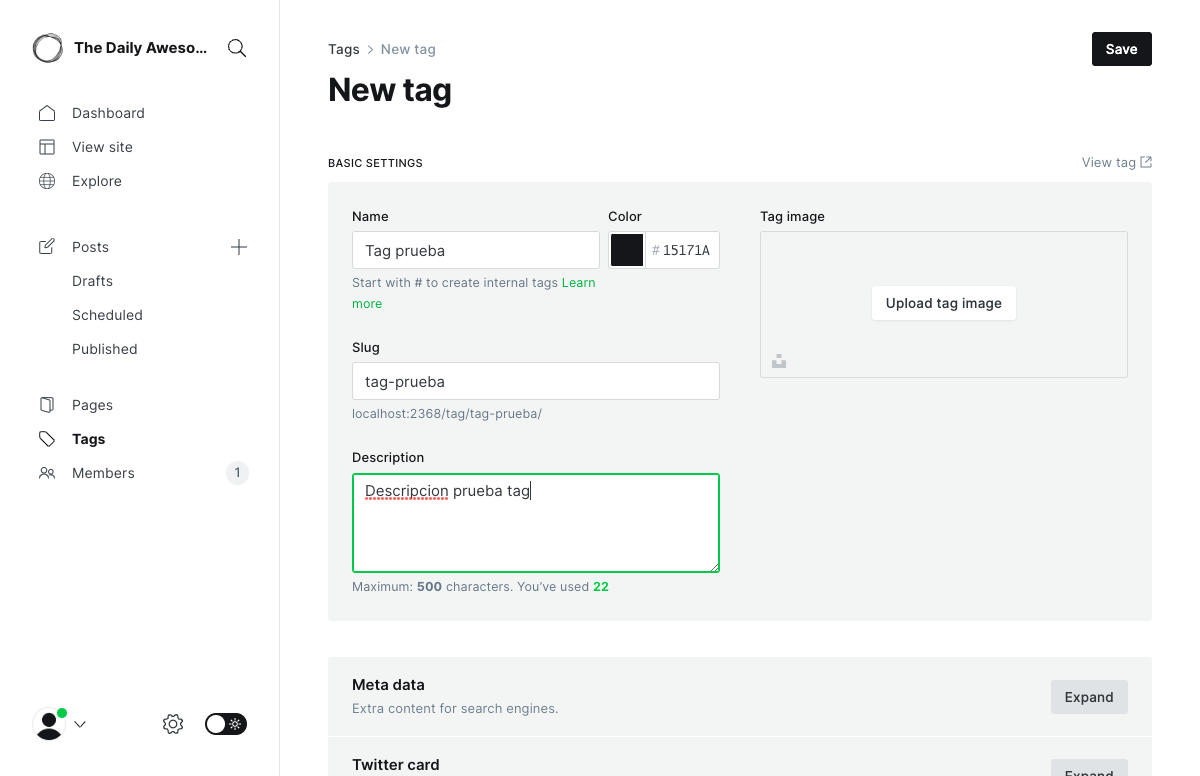 The Daily Aweso...
Dashboard
View site
Explore
Posts
Drafts
Scheduled
Published
Pages
Tags
Members
1
Tags > New tag
Save
New tag
BASIC SETTINGS
View tag
Name
Color
Tag image
Tag prueba
# 15171A
Start with # to create internal tags Learn
more
Upload tag image
Slug
tag-prueba
localhost:2368/tag/tag-prueba/
Description
Descripcion prueba tag
Maximum: 500 characters. You’ve used 22
Meta data
Extra content for search engines.
Expand
Twitter card
Expand